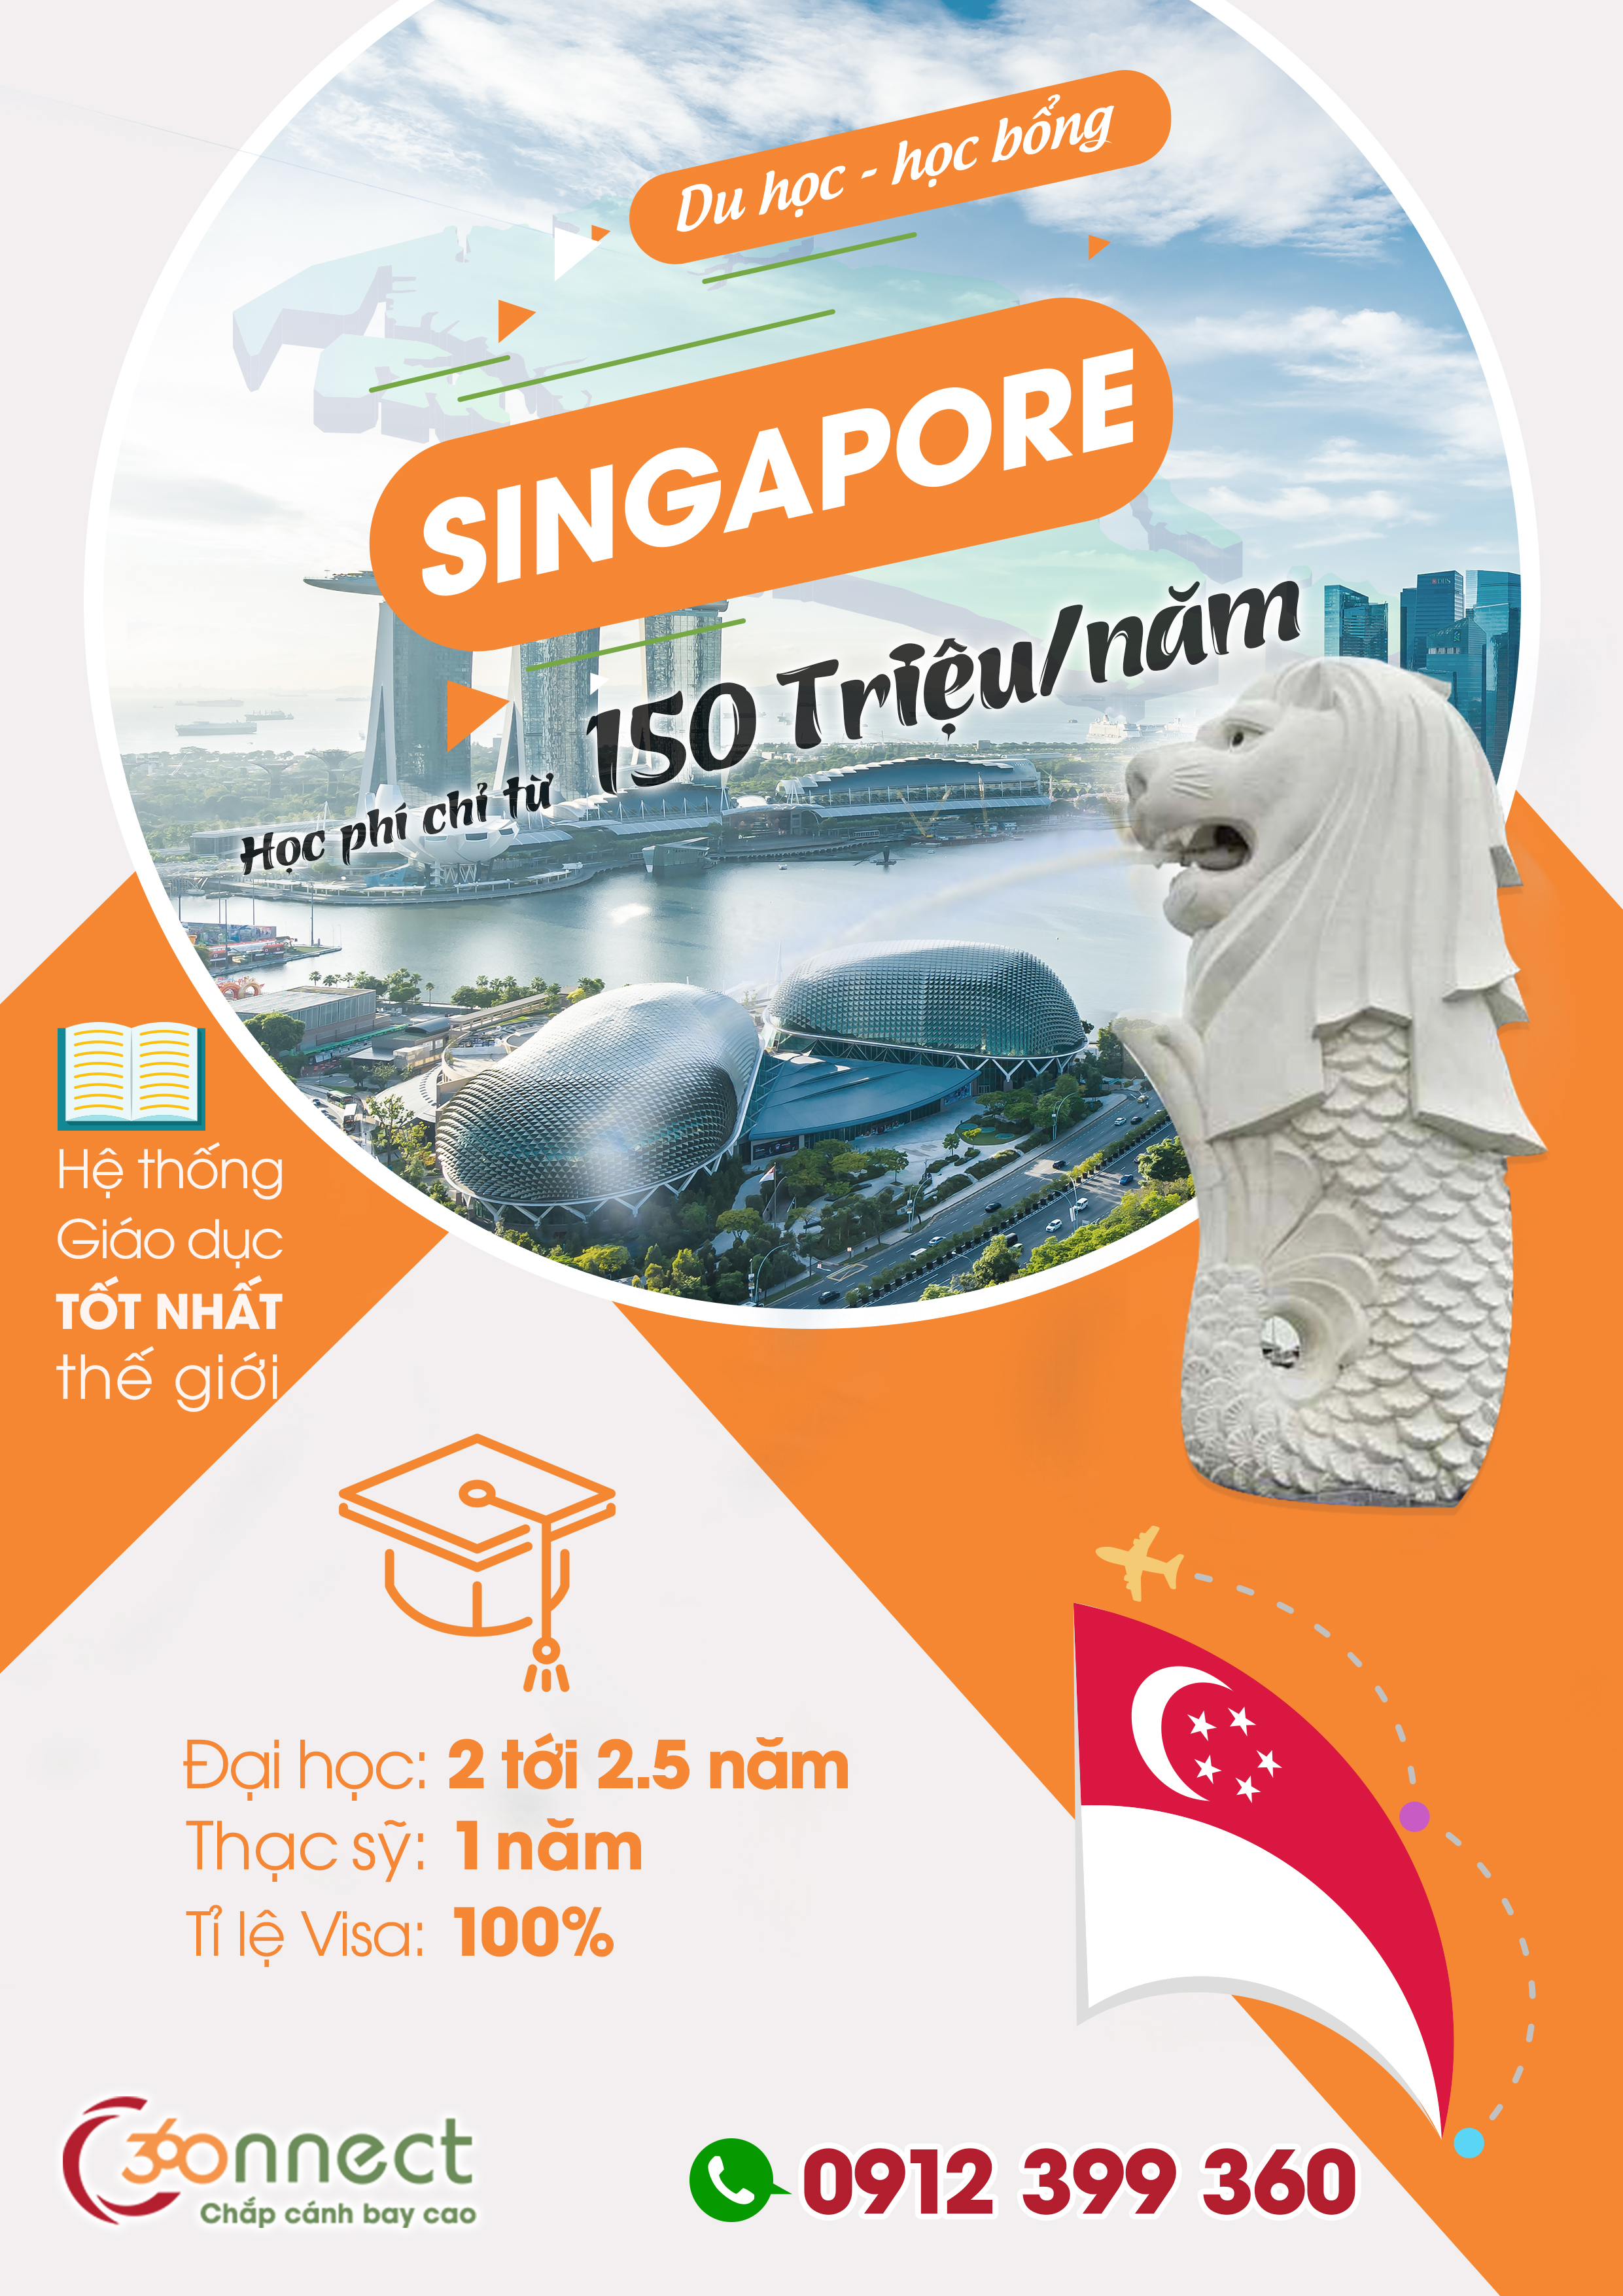 Du học - học bổng
SINGAPORE
Học phí chỉ từ 150 Triệu/năm
Hệ thống
Giáo dục
TỐT NHẤT
thế giới
Đại học: 2 tới 2.5 năm
Thạc sỹ: 1 năm
Tỉ lệ Visa: 100%
C360nnect
Chắp cánh bay cao
0912 399 360